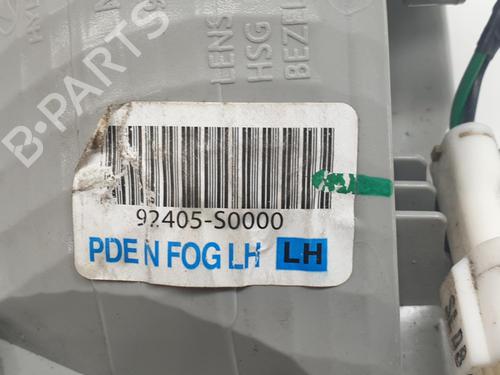 B-PARTS
LENS
HSG
BEZEL
92405-S0000
PDE N FOG LH LH